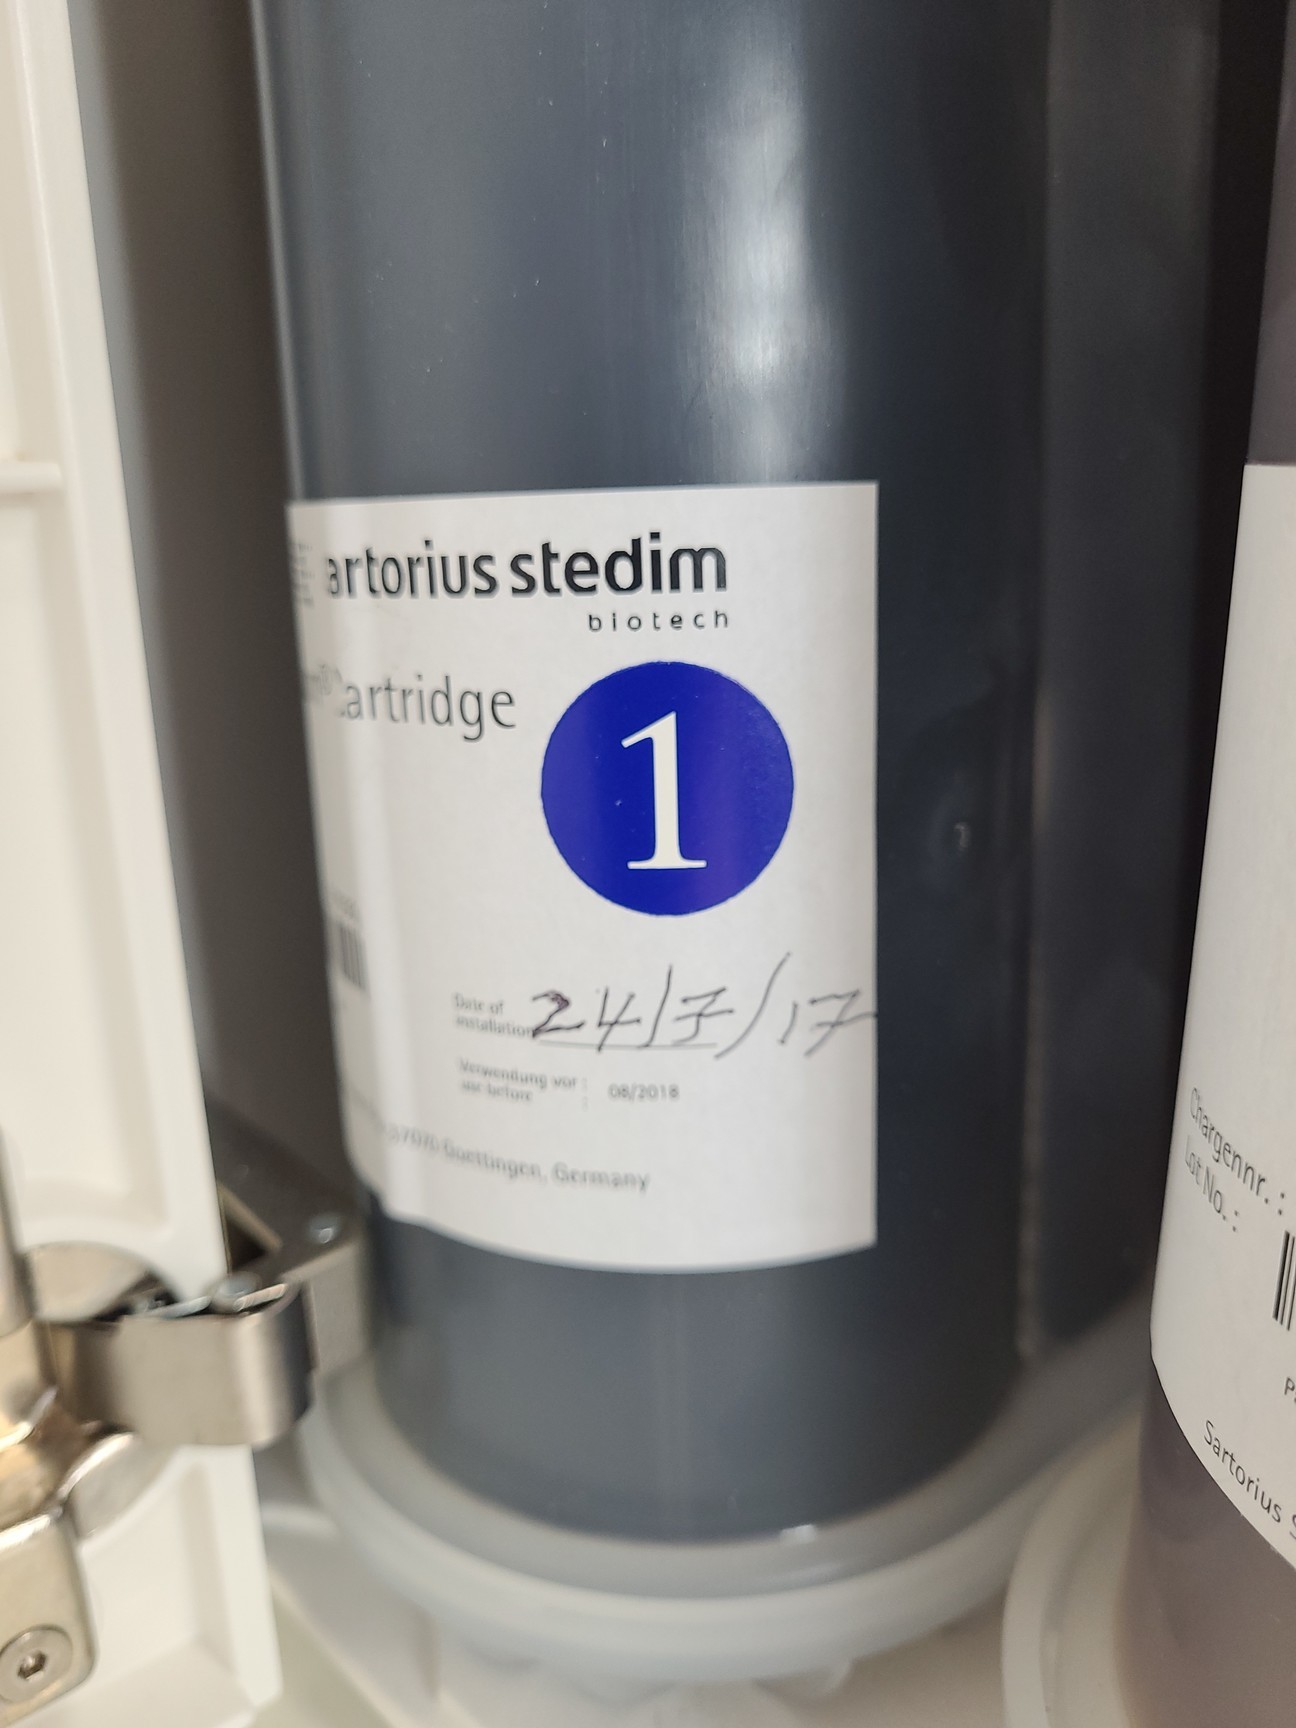 artorius stedim
biotech
artridge
1
Date of
installation
24/7/17
Verwendung vor :
use before :
08/2018
Goettingen, Germany
Chargennr. :
Lot No. :
Sartorius